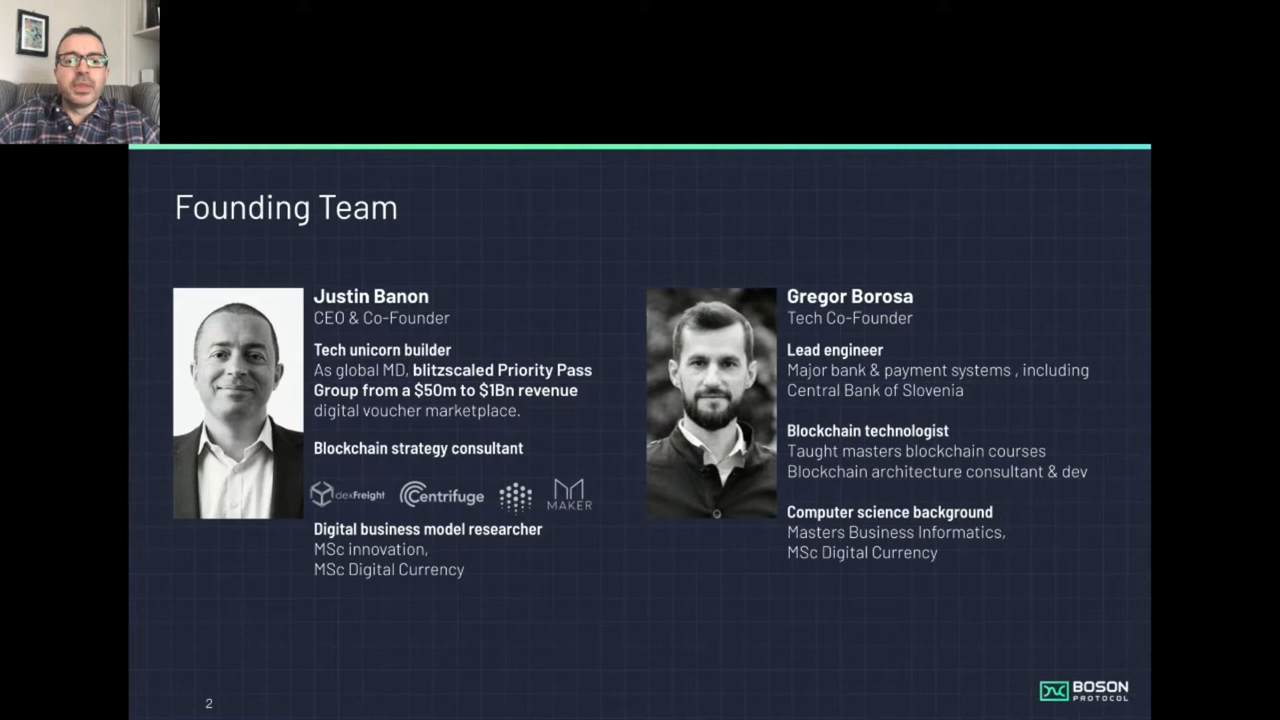 Founding Team
Justin Banon
CEO & Co-Founder
Tech unicorn builder
As global MD, blitzscaled Priority Pass
Group from a $50m to $1Bn revenue
digital voucher marketplace.
Blockchain strategy consultant
dexFreight Centrifuge MAKER
Digital business model researcher
MSc innovation,
MSc Digital Currency
Gregor Borosa
Tech Co-Founder
Lead engineer
Major bank & payment systems , including
Central Bank of Slovenia
Blockchain technologist
Taught masters blockchain courses
Blockchain architecture consultant & dev
Computer science background
Masters Business Informatics,
MSc Digital Currency
2
BOSON
PROTOCOL